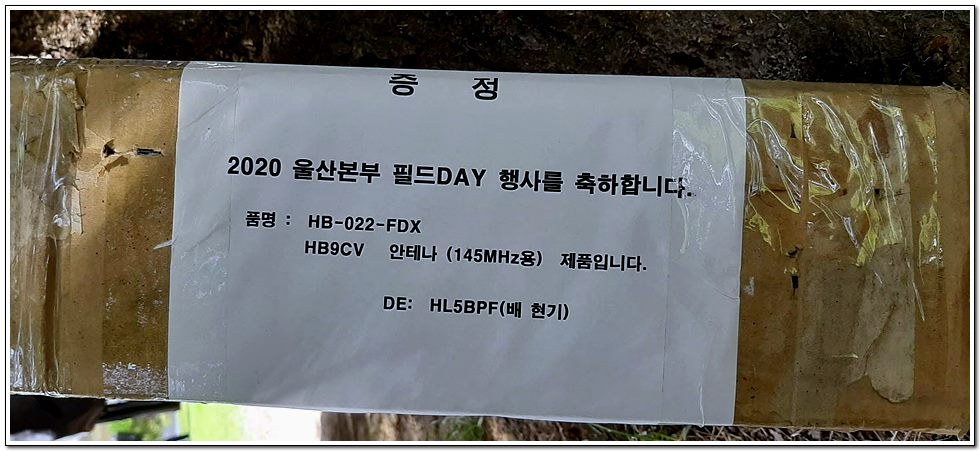 증 정
2020 울산본부 필드DAY 행사를 축하합니다.
품명 : HB-022-FDX
HB9CV 안테나 (145MHz용) 제품입니다.
DE: HL5BPF(배 현기)